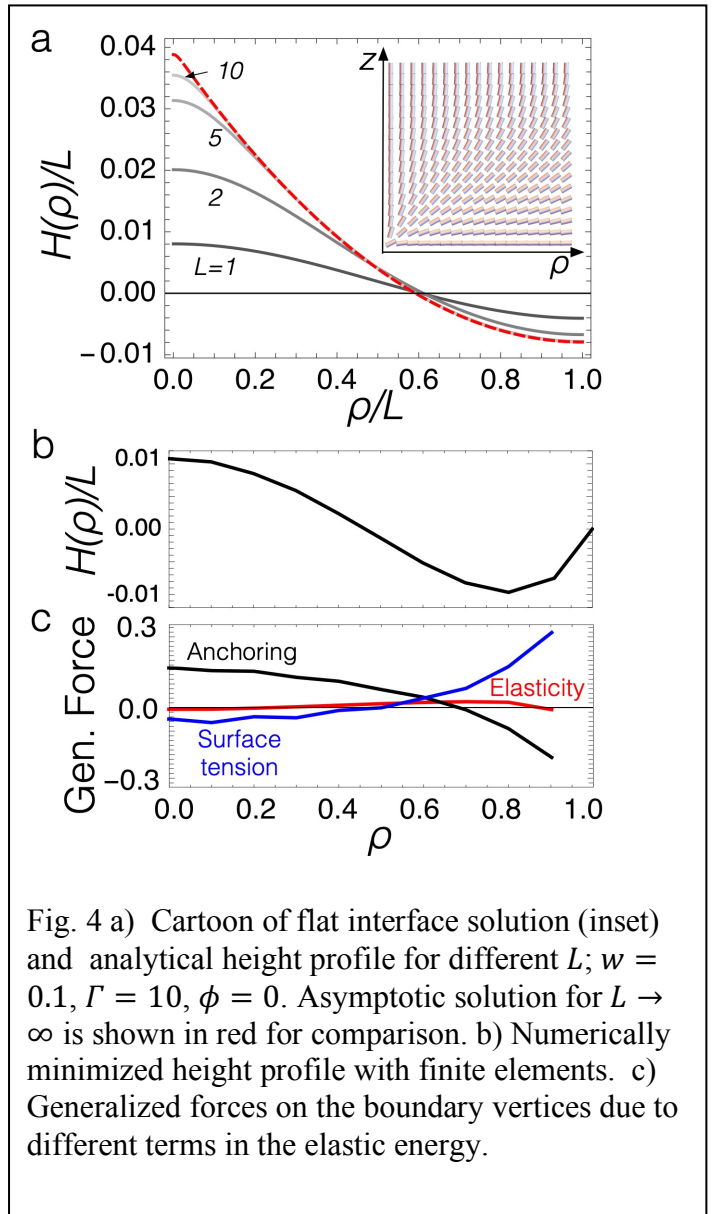 a
0.04
0.03
0.02
0.01
0.00
−0.01
H(ρ)/L
10
5
2
L=1
z
ρ
0.0 0.2 0.4 0.6 0.8 1.0
ρ/L
b
0.01
0.00
-0.01
H(ρ)/L
c
0.3
0.0
−0.3
Gen. Force
Anchoring
Elasticity
Surface
tension
0.0 0.2 0.4 0.6 0.8 1.0
ρ
Fig. 4 a) Cartoon of flat interface solution (inset)
and analytical height profile for different L; w =
0.1, Γ = 10, ϕ = 0. Asymptotic solution for L →
∞ is shown in red for comparison. b) Numerically
minimized height profile with finite elements. c)
Generalized forces on the boundary vertices due to
different terms in the elastic energy.